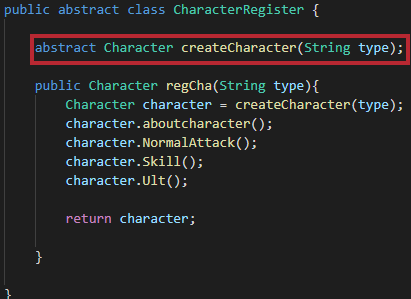 public abstract class CharacterRegister {
abstract Character createCharacter(String type);
public Character regCha(String type){
Character character = createCharacter(type);
character.aboutcharacter();
character.NormalAttack();
character.Skill();
character.Ult();
return character;
}
}